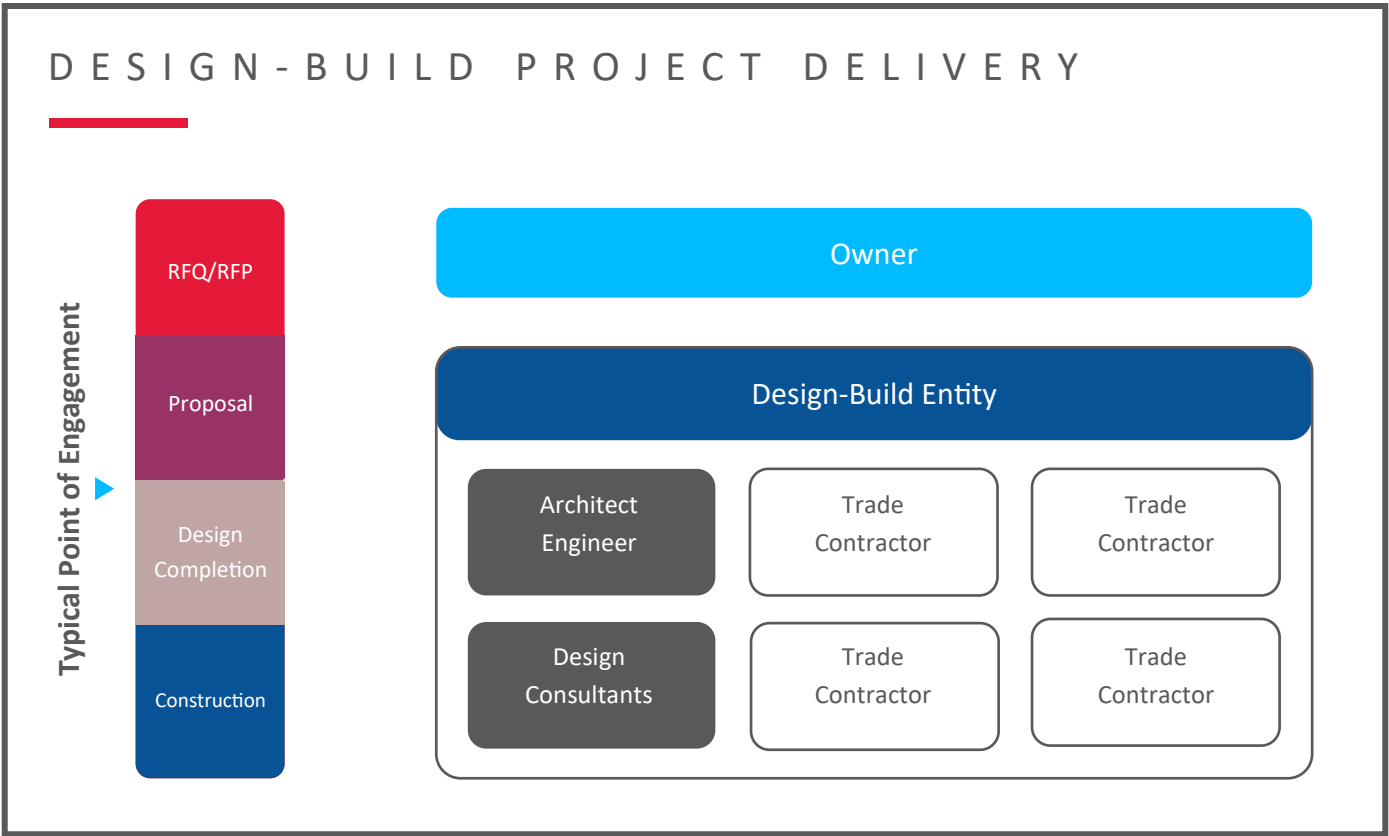 DESIGN-BUILD PROJECT DELIVERY
Typical Point of Engagement
RFQ/RFP
Proposal
Design
Completion
Construction
Owner
Design-Build Entity
Architect
Engineer
Trade
Contractor
Trade
Contractor
Design
Consultants
Trade
Contractor
Trade
Contractor